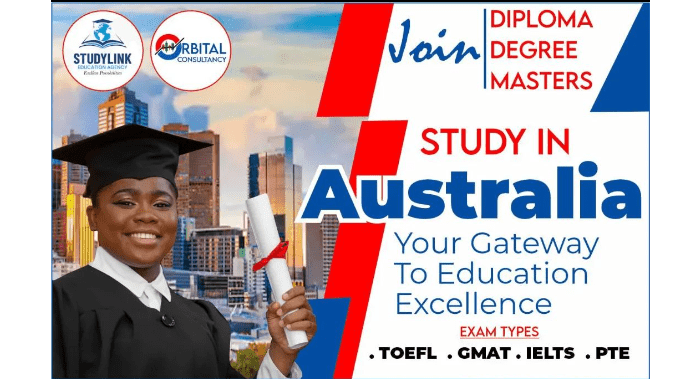 STUDYLINK
EDUCATION AGENCY
Endless Possibilities
ORBITAL
CONSULTANCY
Join
DIPLOMA
DEGREE
MASTERS
STUDY IN
Australia
Your Gateway
To Education
Excellence
EXAM TYPES
. TOEFL . GMAT . IELTS . PTE